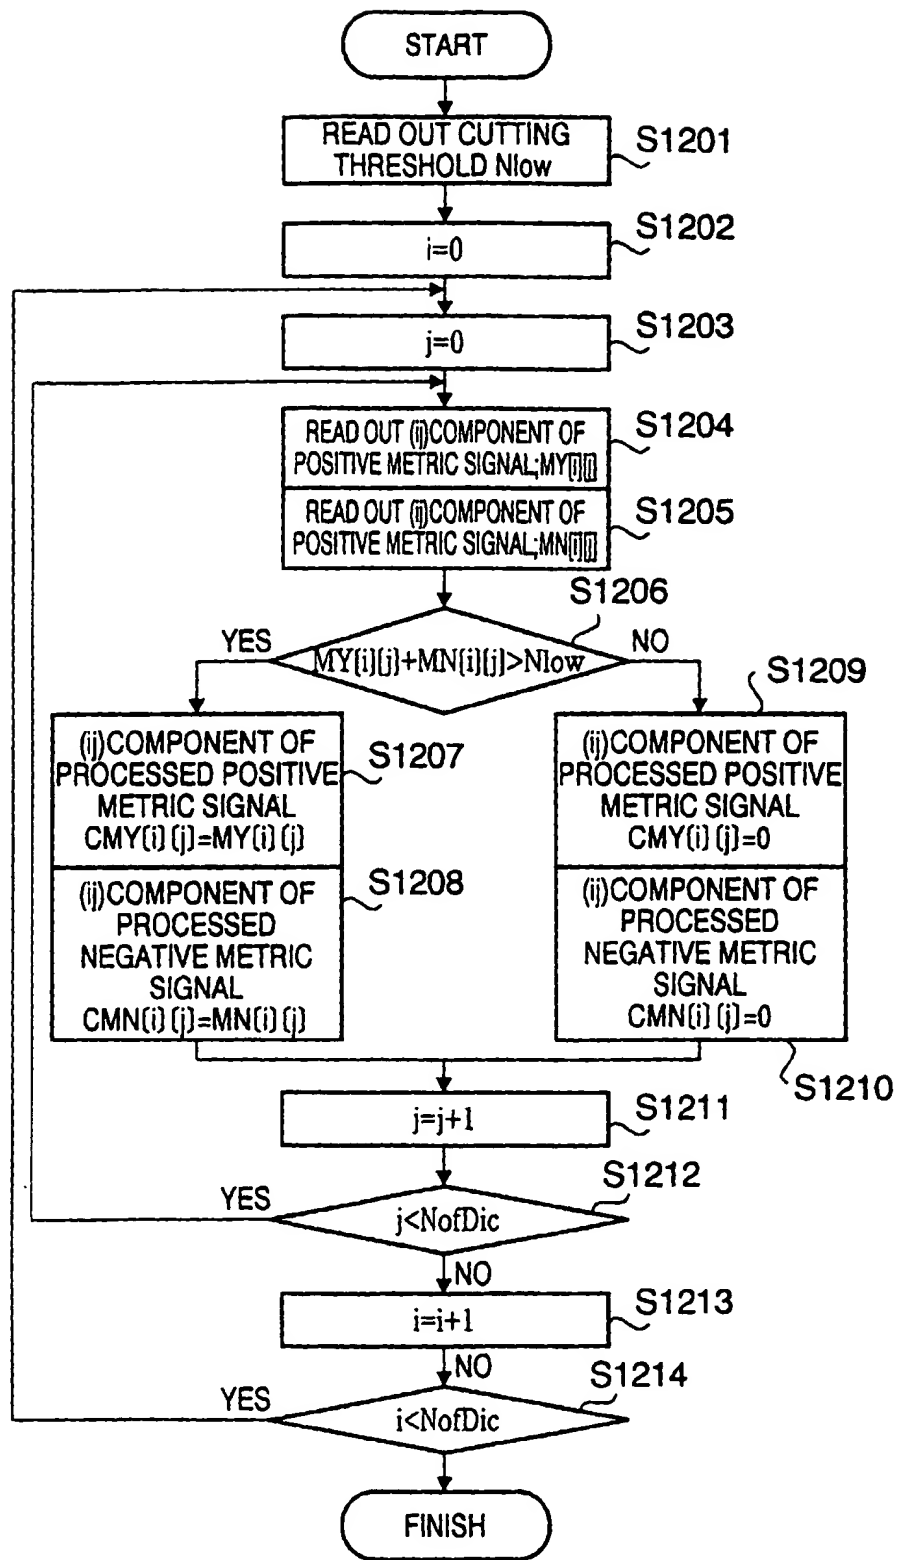 START
READ OUT CUTTING
THRESHOLD Nlow
S1201
i=0
S1202
j=0
S1203
READ OUT (ij)COMPONENT OF
POSITIVE METRIC SIGNAL;MY[i][j]
S1204
READ OUT (ij)COMPONENT OF
POSITIVE METRIC SIGNAL;MN[i][j]
S1205
S1206
YES
MY[i][j]+MN[i][j]>Nlow
NO
(ij)COMPONENT OF
PROCESSED POSITIVE
METRIC SIGNAL
CMY[i][j]=MY[i][j]
S1207
S1209
(ij)COMPONENT OF
PROCESSED POSITIVE
METRIC SIGNAL
CMY[i][j]=0
(ij)COMPONENT OF
PROCESSED
NEGATIVE METRIC
SIGNAL
CMN[i][j]=MN[i][j]
S1208
(ij)COMPONENT OF
PROCESSED
NEGATIVE METRIC
SIGNAL
CMN[i][j]=0
S1210
j=j+1
S1211
S1212
YES
j<NofDic
NO
i=i+1
S1213
NO
S1214
YES
i<NofDic
FINISH